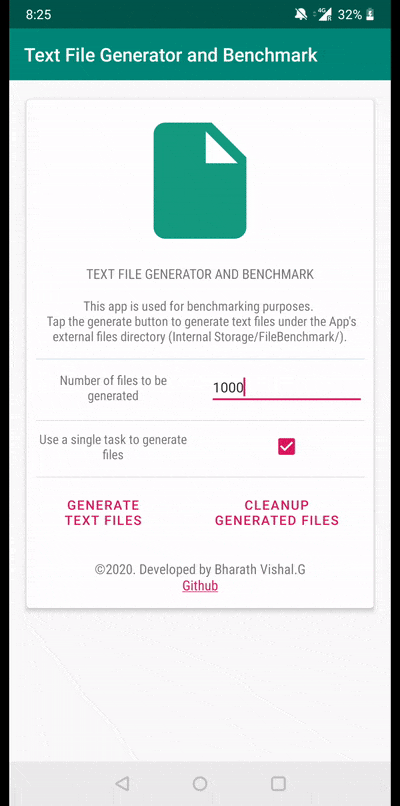 8:25
4G
R
32%
Text File Generator and Benchmark
TEXT FILE GENERATOR AND BENCHMARK
This app is used for benchmarking purposes.
Tap the generate button to generate text files under the App's
external files directory (Internal Storage/FileBenchmark/).
Number of files to be
generated
1000
Use a single task to generate
files
GENERATE
TEXT FILES
CLEANUP
GENERATED FILES
©2020. Developed by Bharath Vishal.G
Github